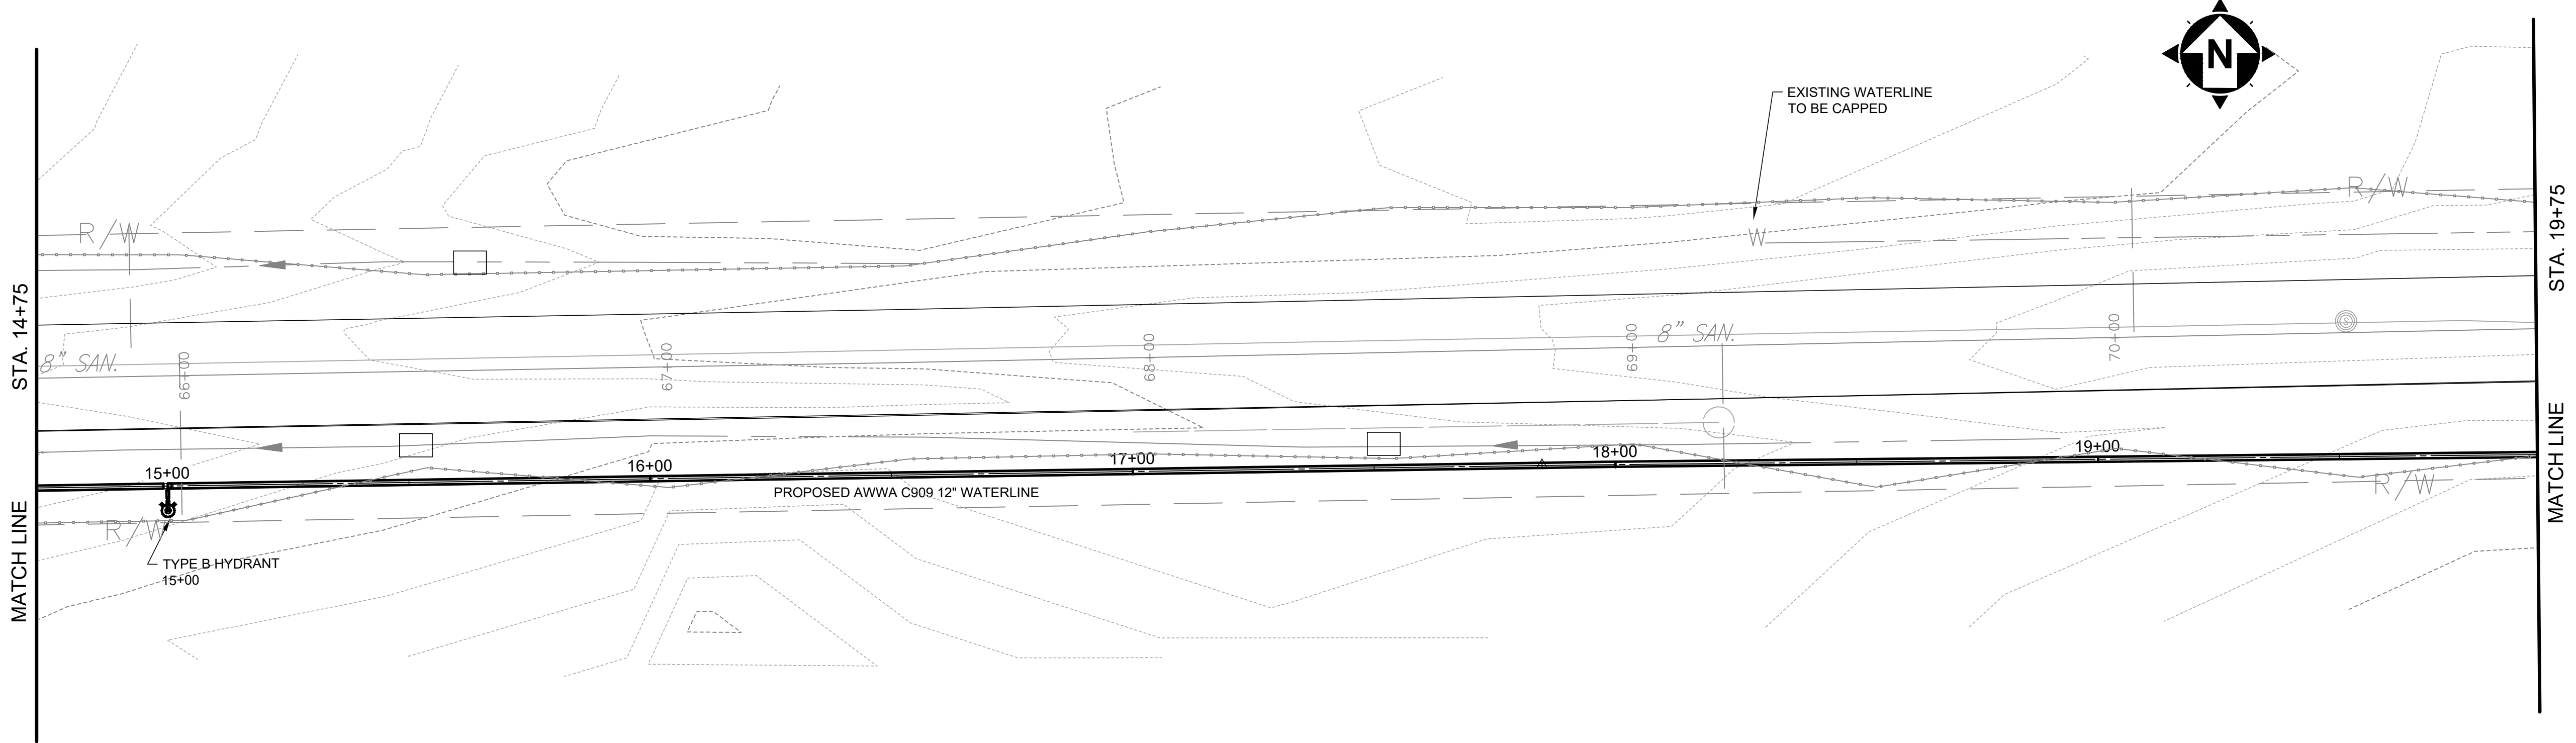 N
EXISTING WATERLINE
TO BE CAPPED
R/W
R/W
W
STA. 14+75
MATCH LINE
STA. 19+75
MATCH LINE
8" SAN.
8" SAN.
66+00
67+00
68+00
69+00
70+00
S
15+00
16+00
17+00
18+00
19+00
PROPOSED AWWA C909 12" WATERLINE
R/W
R/W
TYPE B HYDRANT
15+00